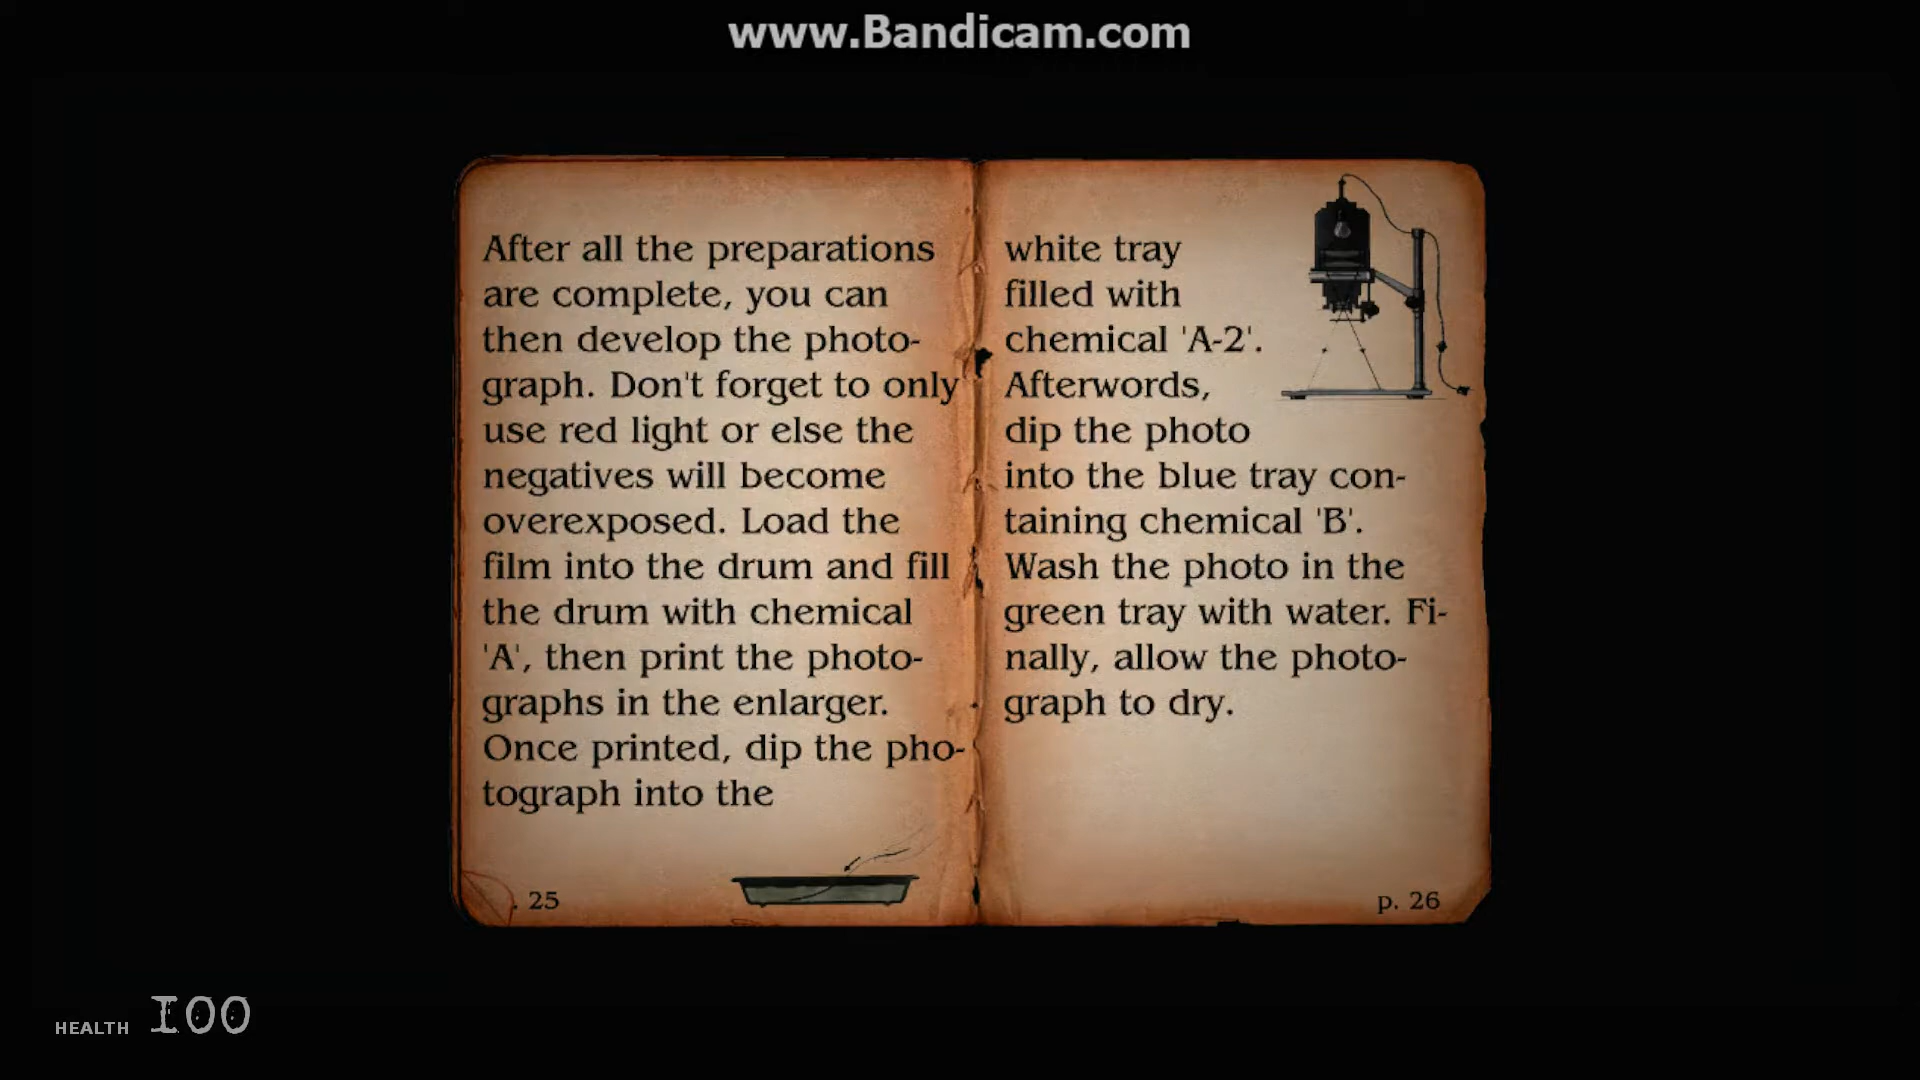 www.Bandicam.com
After all the preparations
are complete, you can
then develop the photo-
graph. Don't forget to only
use red light or else the
negatives will become
overexposed. Load the
film into the drum and fill
the drum with chemical
'A', then print the photo-
graphs in the enlarger.
Once printed, dip the pho-
tograph into the
. 25
white tray
filled with
chemical 'A-2'.
Afterwords,
dip the photo
into the blue tray con-
taining chemical 'B'.
Wash the photo in the
green tray with water. Fi-
nally, allow the photo-
graph to dry.
p. 26
HEALTH 100